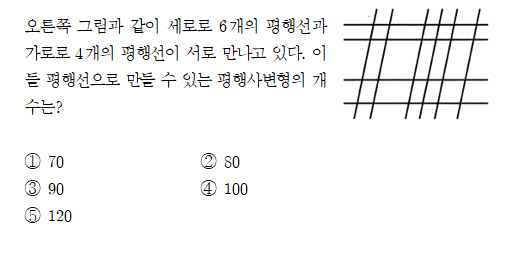 오른쪽 그림과 같이 세로로 6개의 평행선과
가로로 4개의 평행선이 서로 만나고 있다. 이
들 평행선으로 만들 수 있는 평행사변형의 개
수는?
① 70 ② 80
③ 90 ④ 100
⑤ 120